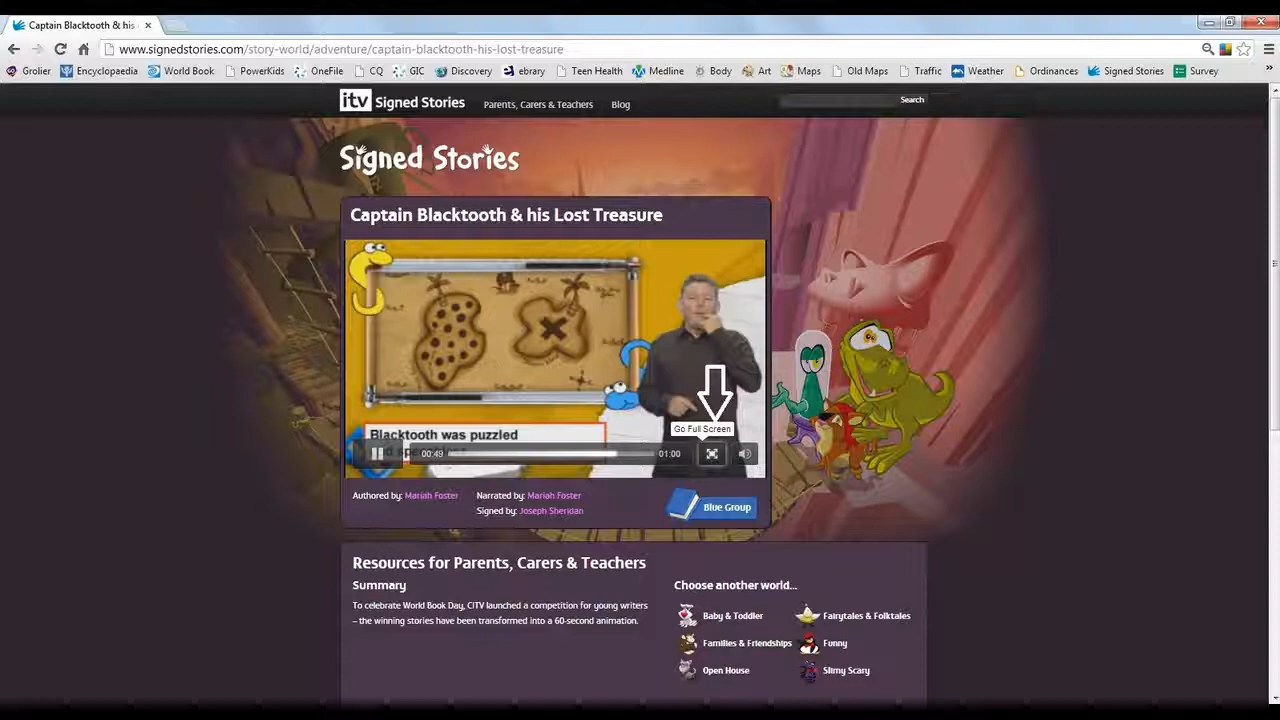 Captain Blacktooth & his
www.signedstories.com/story-world/adventure/captain-blacktooth-his-lost-treasure
Grolier Encyclopaedia World Book PowerKids OneFile CQ GIC Discovery ebrary Teen Health Medline Body Art Maps Old Maps Traffic Weather Ordinances Signed Stories Survey
itv Signed Stories Parents, Carers & Teachers Blog Search
Signed Stories
Captain Blacktooth & his Lost Treasure
Go Full Screen
Blacktooth was puzzled
00:49 01:00
Authored by: Mariah Foster Narrated by: Mariah Foster
Signed by: Joseph Sheridan
Blue Group
Resources for Parents, Carers & Teachers
Summary
To celebrate World Book Day, CITV launched a competition for young writers
– the winning stories have been transformed into a 60-second animation.
Choose another world...
Baby & Toddler Fairytales & Folktales
Families & Friendships Funny
Open House Slimy Scary